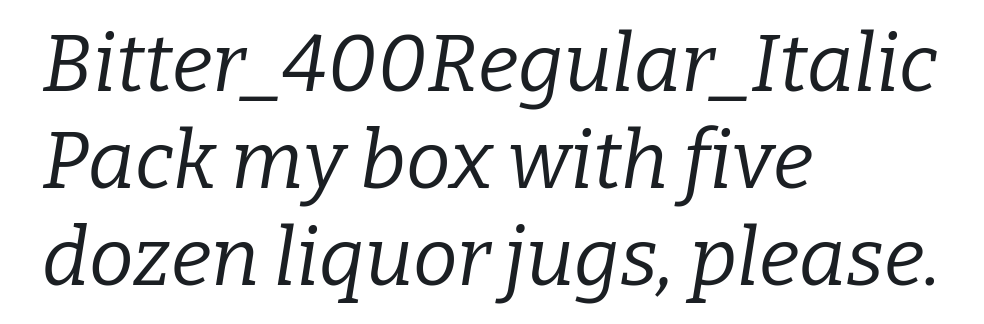 Bitter_400Regular_Italic
Pack my box with five
dozen liquor jugs, please.